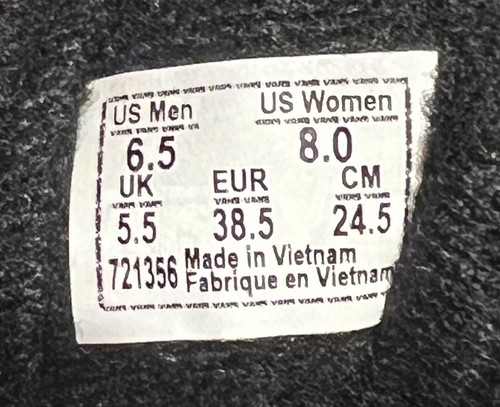 US Men US Women
6.5 8.0
UK EUR CM
5.5 38.5 24.5
721356 Made in Vietnam
Fabrique en Vietnam